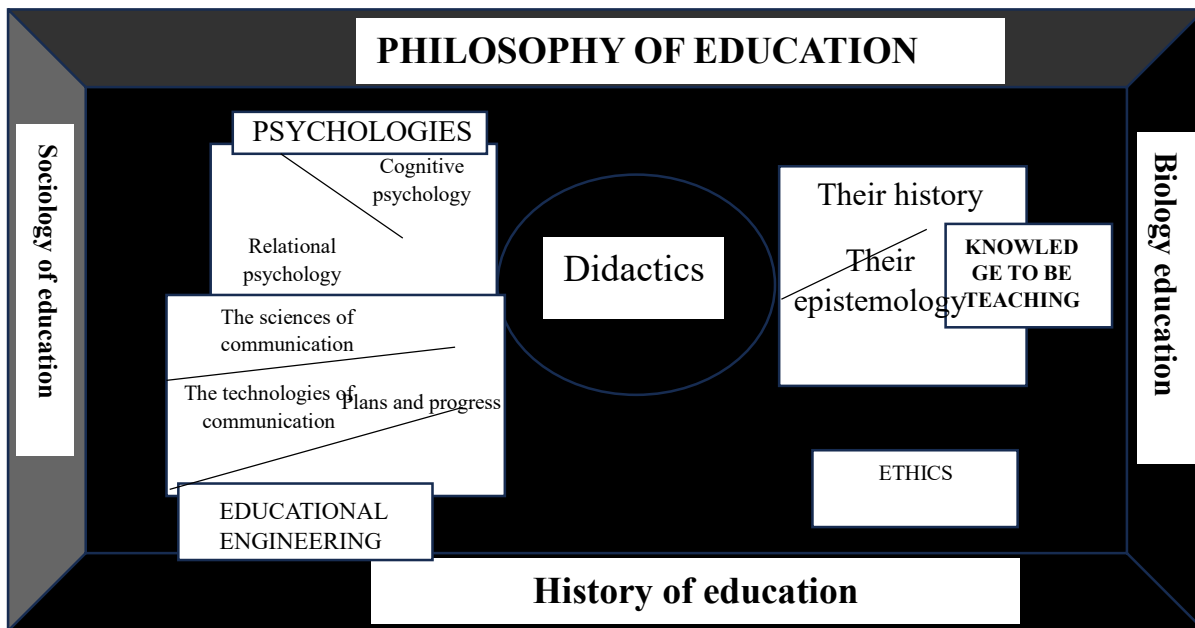 PHILOSOPHY OF EDUCATION
Sociology of education
PSYCHOLOGIES
Cognitive
psychology
Relational
psychology
The sciences of
communication
The technologies of
communication
Plans and progress
EDUCATIONAL
ENGINEERING
Didactics
Their history
Their
epistemology
KNOWLED
GE TO BE
TEACHING
ETHICS
Biology education
History of education